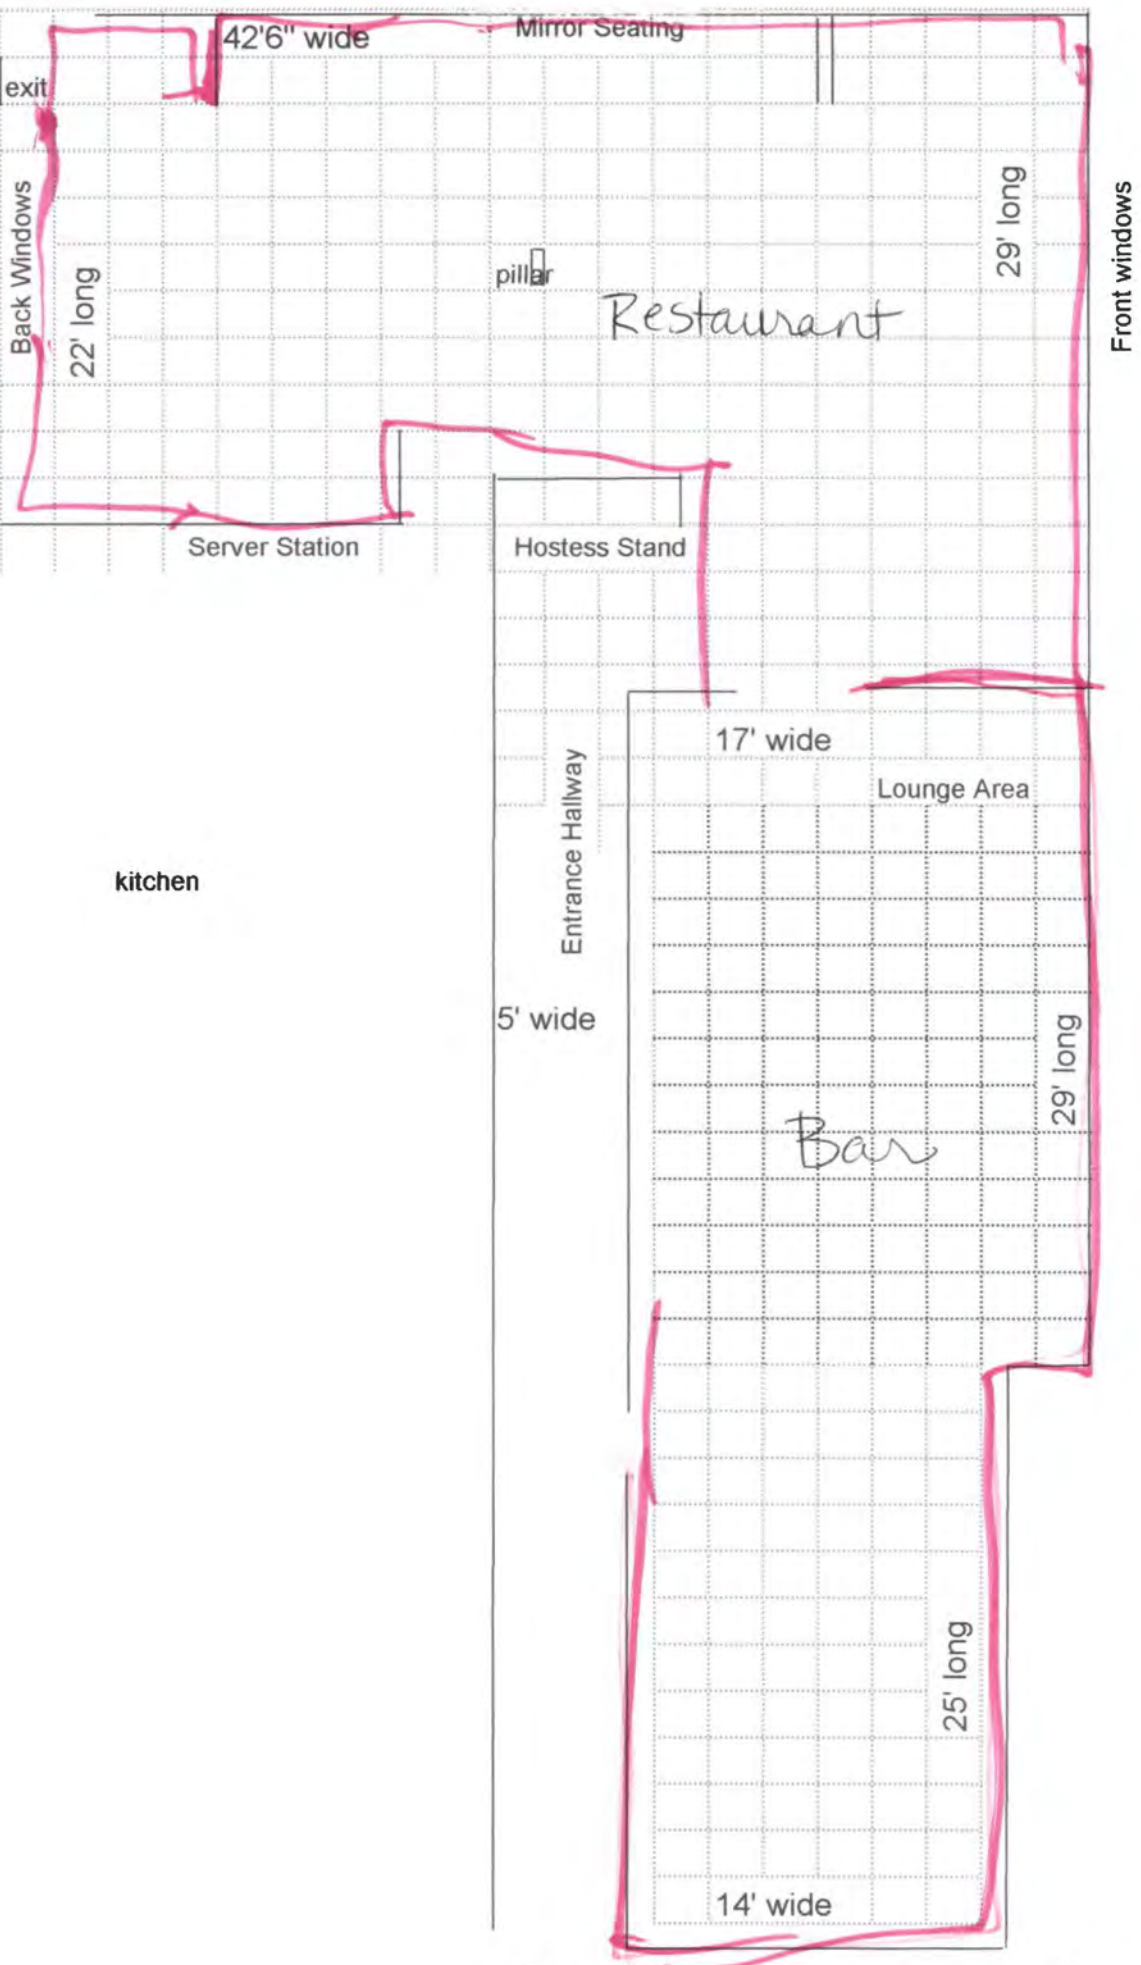 42'6" wide
Mirror Seating
exit
Back Windows
22' long
pillar
29' long
Front windows
Restaurant
Server Station
Hostess Stand
17' wide
Lounge Area
Entrance Hallway
kitchen
5' wide
29' long
Bar
25' long
14' wide